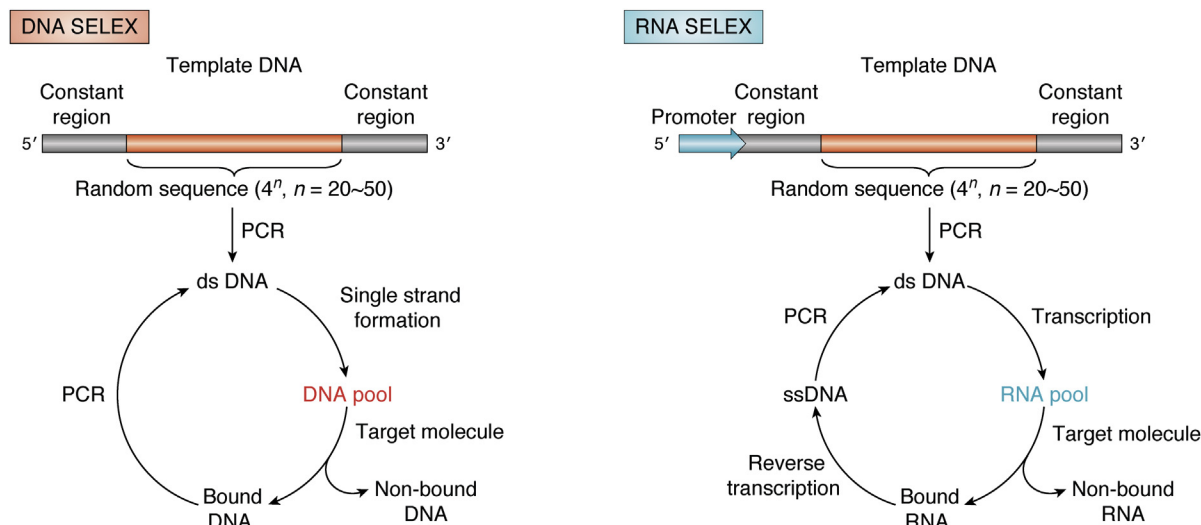 DNA SELEX
Template DNA
Constant
region
Constant
region
5′
3′
Random sequence (4ⁿ, n = 20~50)
PCR
ds DNA
Single strand
formation
PCR
DNA pool
Target molecule
Bound
DNA
Non-bound
DNA
RNA SELEX
Template DNA
Promoter
Constant
region
Constant
region
5′
3′
Random sequence (4ⁿ, n = 20~50)
PCR
ds DNA
PCR
Transcription
ssDNA
RNA pool
Target molecule
Reverse
transcription
Bound
RNA
Non-bound
RNA